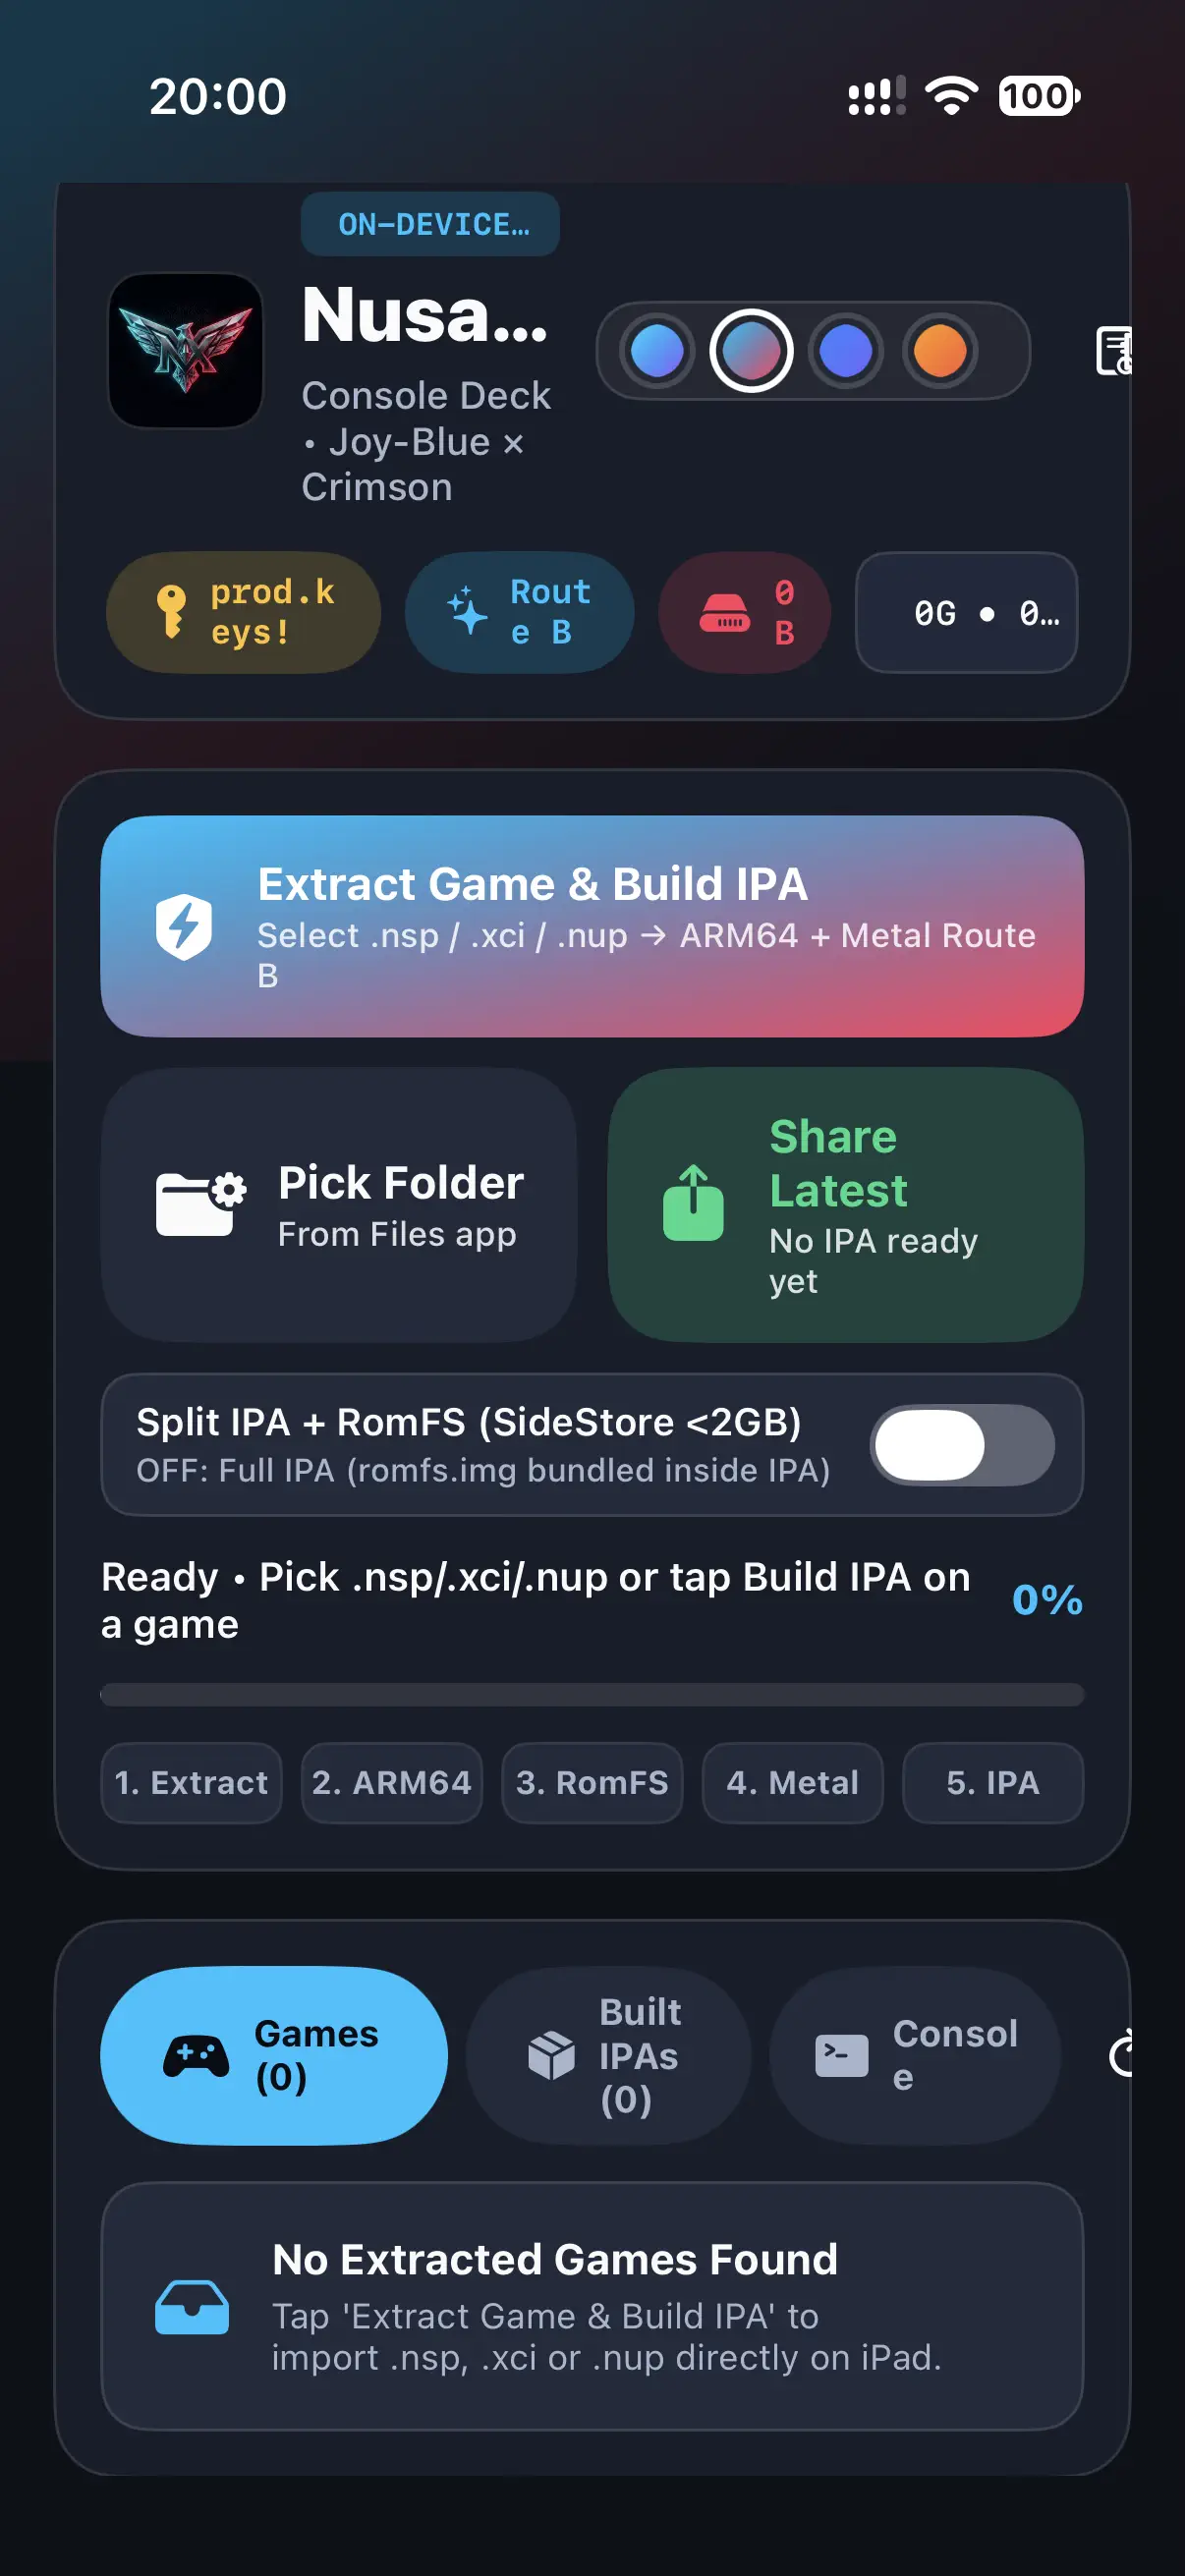 20:00
100
ON-DEVICE…
Nusa…
Console Deck
• Joy-Blue ×
Crimson
NX
prod.k
eys!
Rout
e B
0
B
0G • 0…
Extract Game & Build IPA
Select .nsp / .xci / .nup → ARM64 + Metal Route
B
Pick Folder
From Files app
Share
Latest
No IPA ready
yet
Split IPA + RomFS (SideStore <2GB)
OFF: Full IPA (romfs.img bundled inside IPA)
Ready • Pick .nsp/.xci/.nup or tap Build IPA on
a game
0%
1. Extract
2. ARM64
3. RomFS
4. Metal
5. IPA
Games
(0)
Built
IPAs
(0)
Consol
e
No Extracted Games Found
Tap 'Extract Game & Build IPA' to
import .nsp, .xci or .nup directly on iPad.